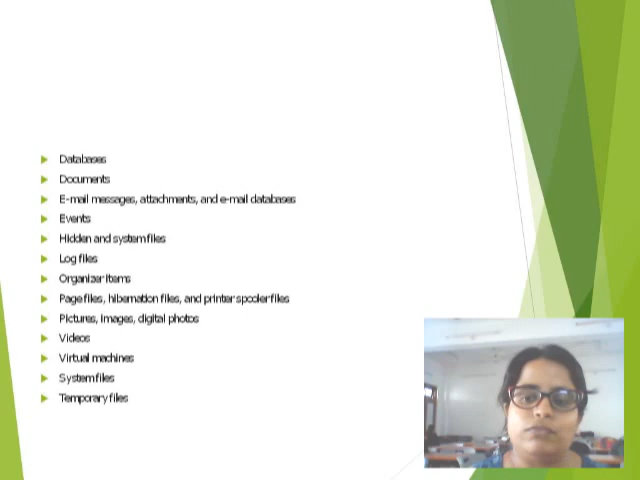 Databases
Documents
E-mail messages, attachments, and e-mail databases
Events
Hidden and system files
Log files
Organizer items
Page files, hibernation files, and printer spooler files
Pictures, images, digital photos
Videos
Virtual machines
System files
Temporary files